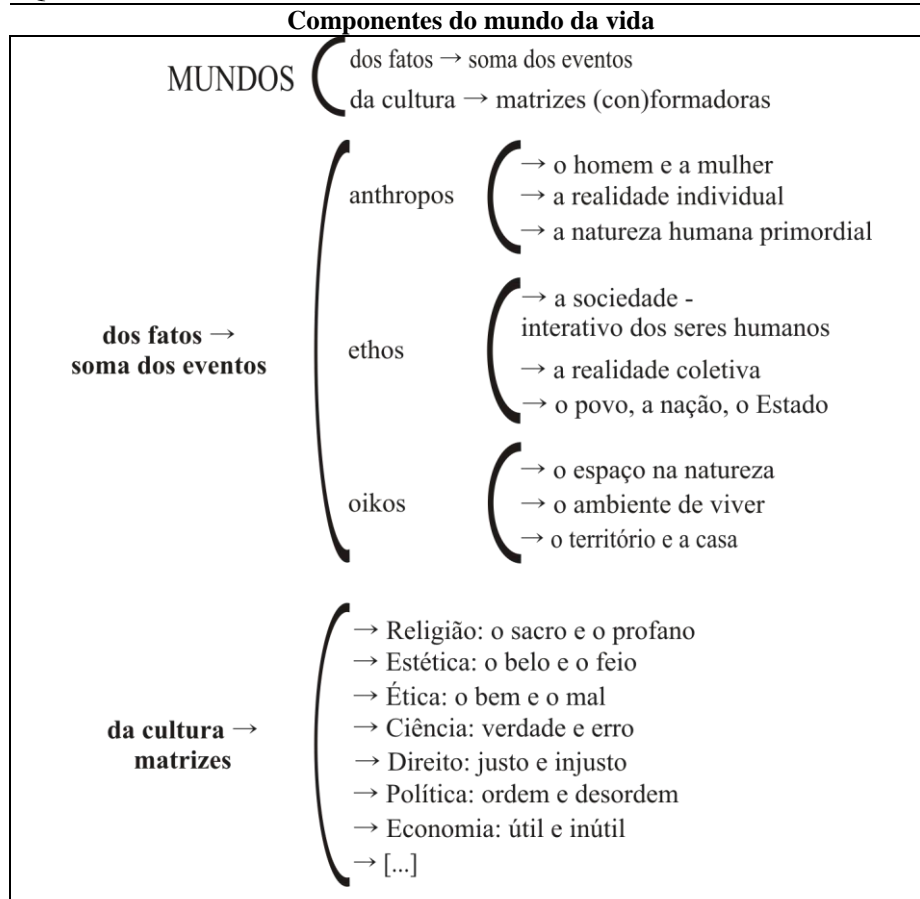 Componentes do mundo da vida
MUNDOS
dos fatos → soma dos eventos
da cultura → matrizes (con)formadoras
dos fatos →
soma dos eventos
anthropos
→ o homem e a mulher
→ a realidade individual
→ a natureza humana primordial
ethos
→ a sociedade -
interativo dos seres humanos
→ a realidade coletiva
→ o povo, a nação, o Estado
oikos
→ o espaço na natureza
→ o ambiente de viver
→ o território e a casa
da cultura →
matrizes
→ Religião: o sacro e o profano
→ Estética: o belo e o feio
→ Ética: o bem e o mal
→ Ciência: verdade e erro
→ Direito: justo e injusto
→ Política: ordem e desordem
→ Economia: útil e inútil
→ [...]